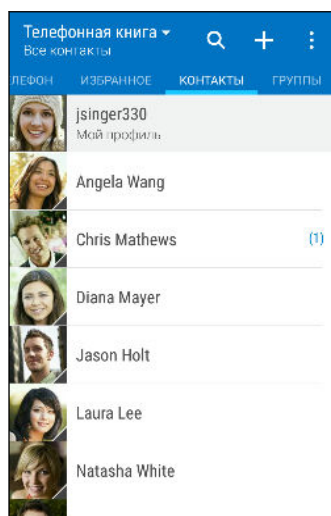 Телефонная книга
Все контакты
ЛЕФОН ИЗБРАННОЕ КОНТАКТЫ ГРУППЫ
jsinger330
Мой профиль
Angela Wang
Chris Mathews (1)
Diana Mayer
Jason Holt
Laura Lee
Natasha White